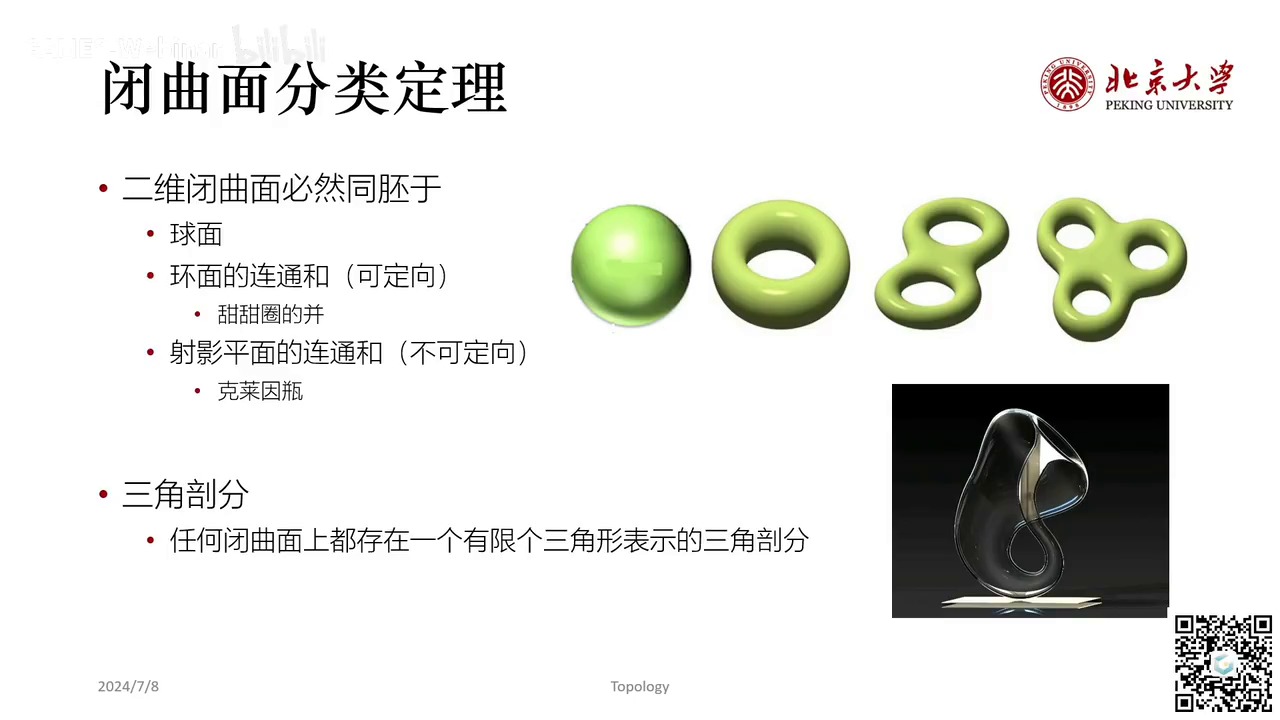 bilibili
闭曲面分类定理
北京大学
PEKING UNIVERSITY
• 二维闭曲面必然同胚于
• 球面
• 环面的连通和（可定向）
• 甜甜圈的并
• 射影平面的连通和（不可定向）
• 克莱因瓶
• 三角剖分
• 任何闭曲面上都存在一个有限个三角形表示的三角剖分
2024/7/8
Topology